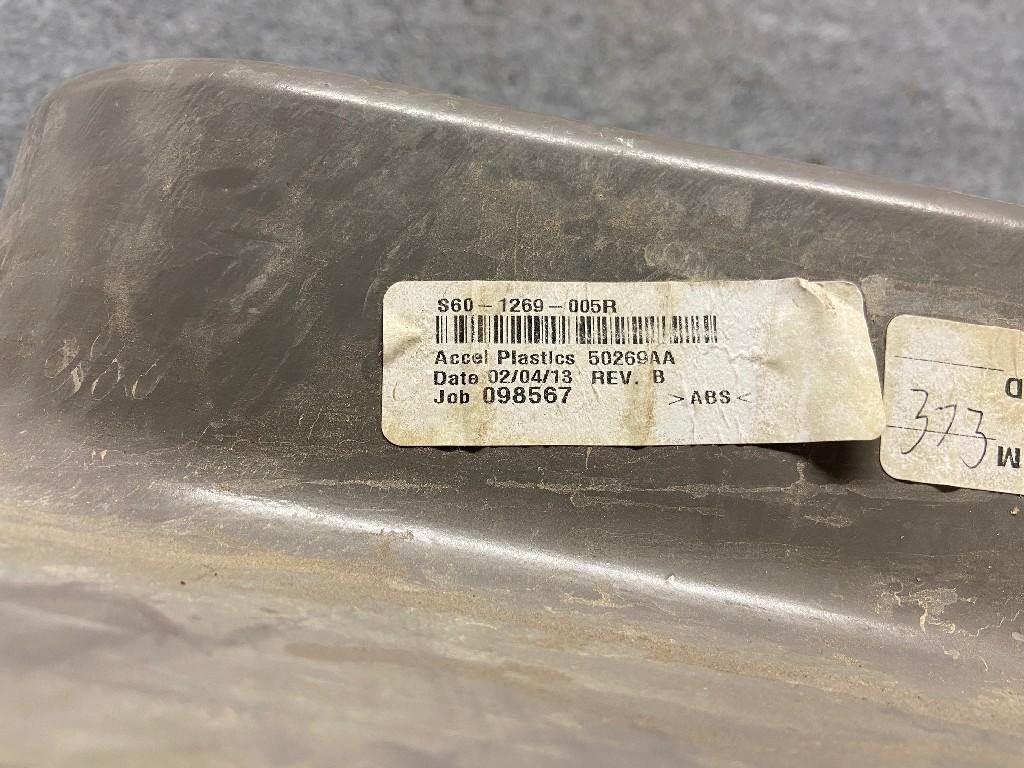 S60-1269-005R
Accel Plastics 50269AA
Date 02/04/13 REV. B
Job 098567 >ABS<
373
M
D